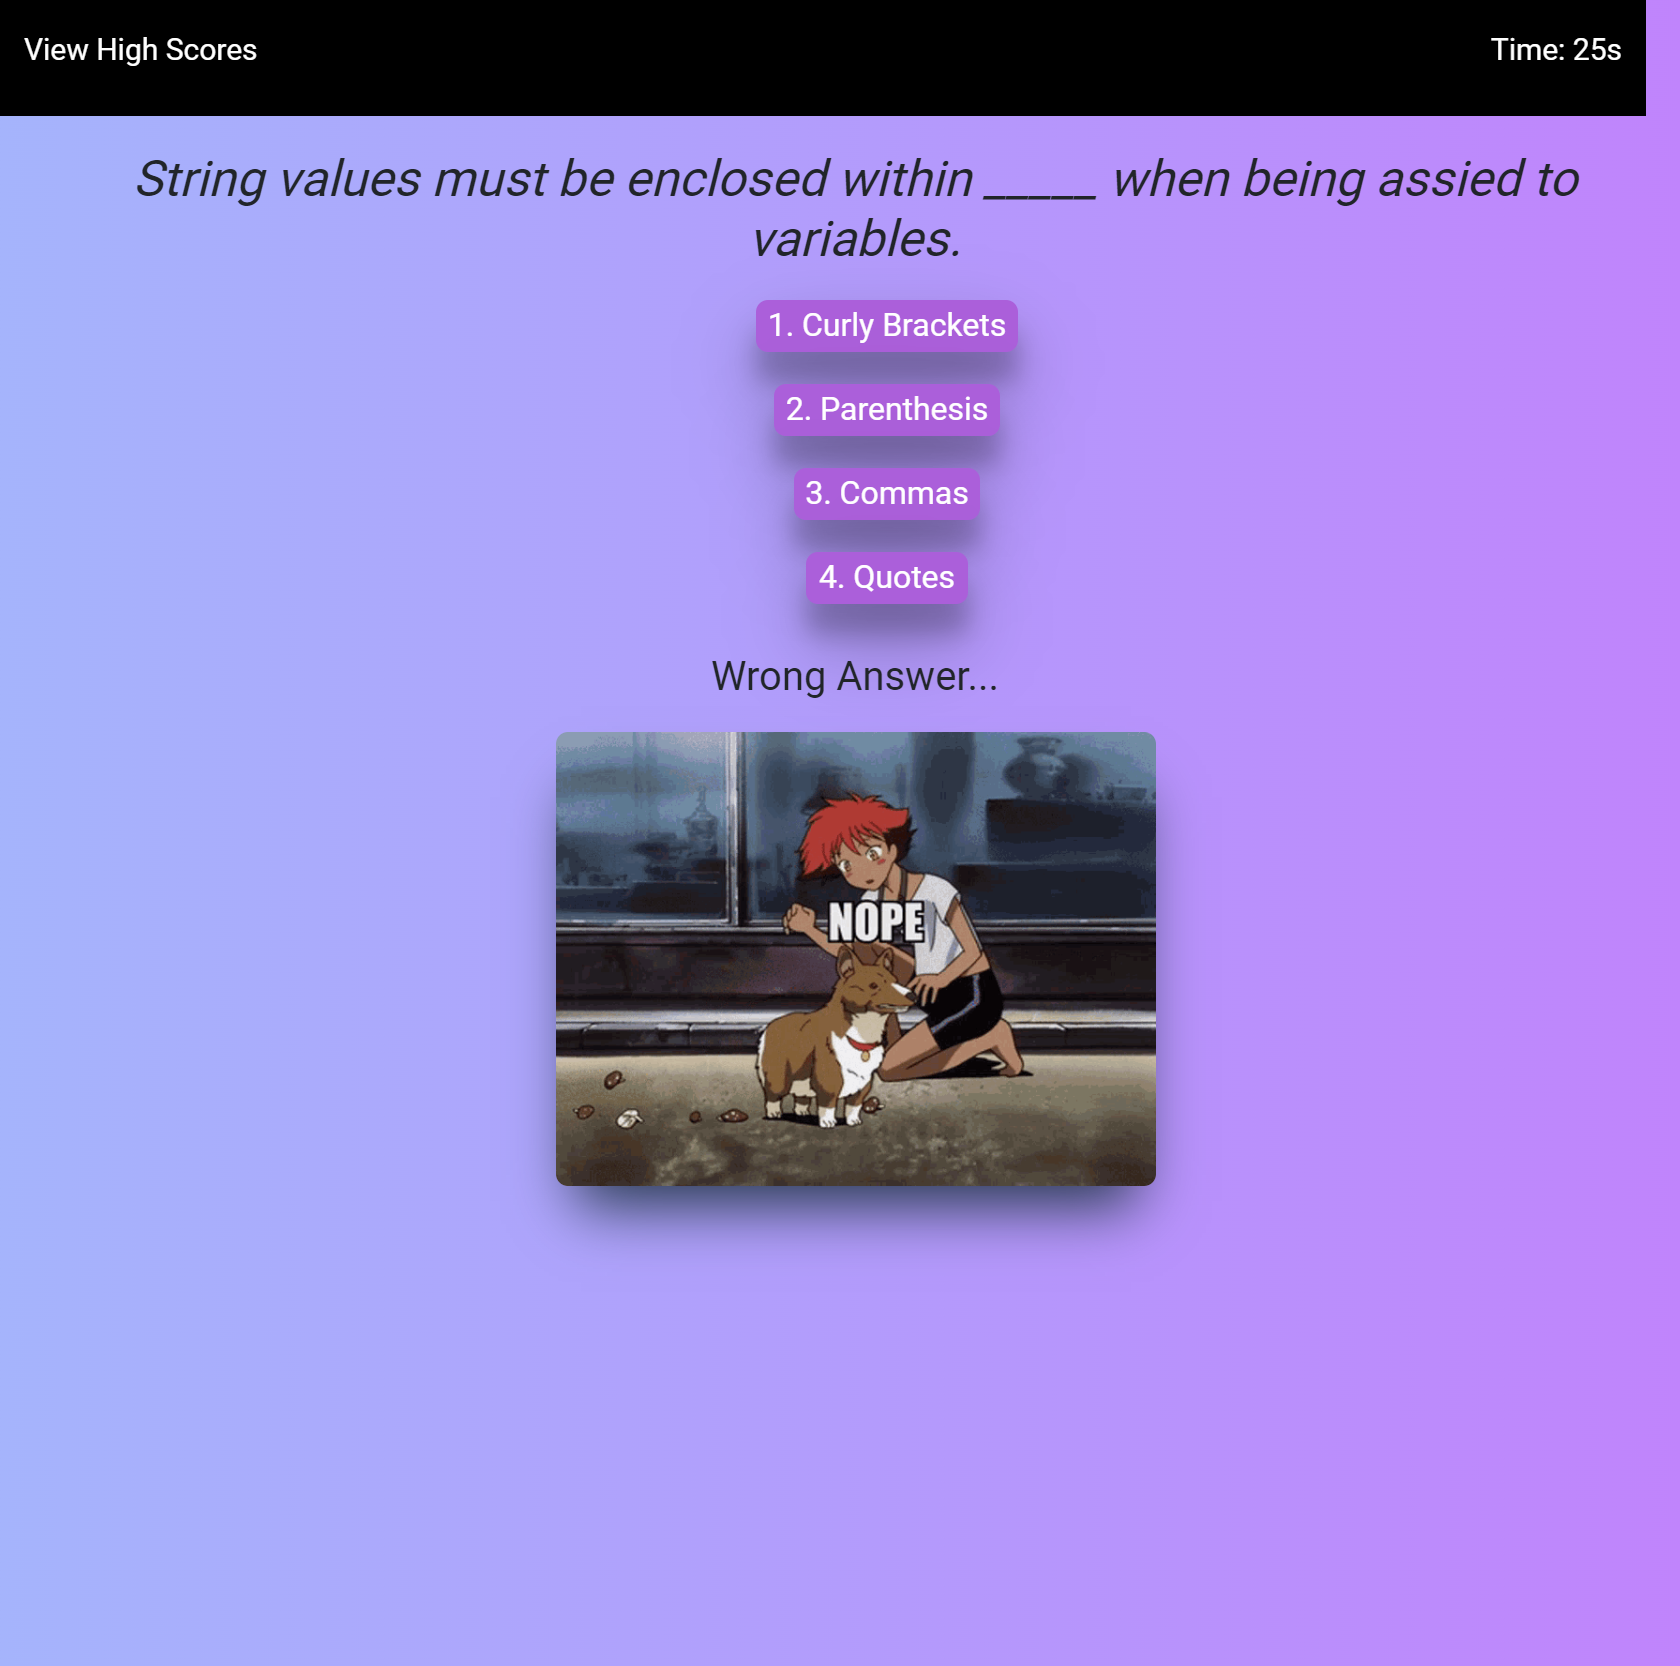 View High Scores
Time: 25s
String values must be enclosed within _____ when being assied to
variables.
1. Curly Brackets
2. Parenthesis
3. Commas
4. Quotes
Wrong Answer...
NOPE